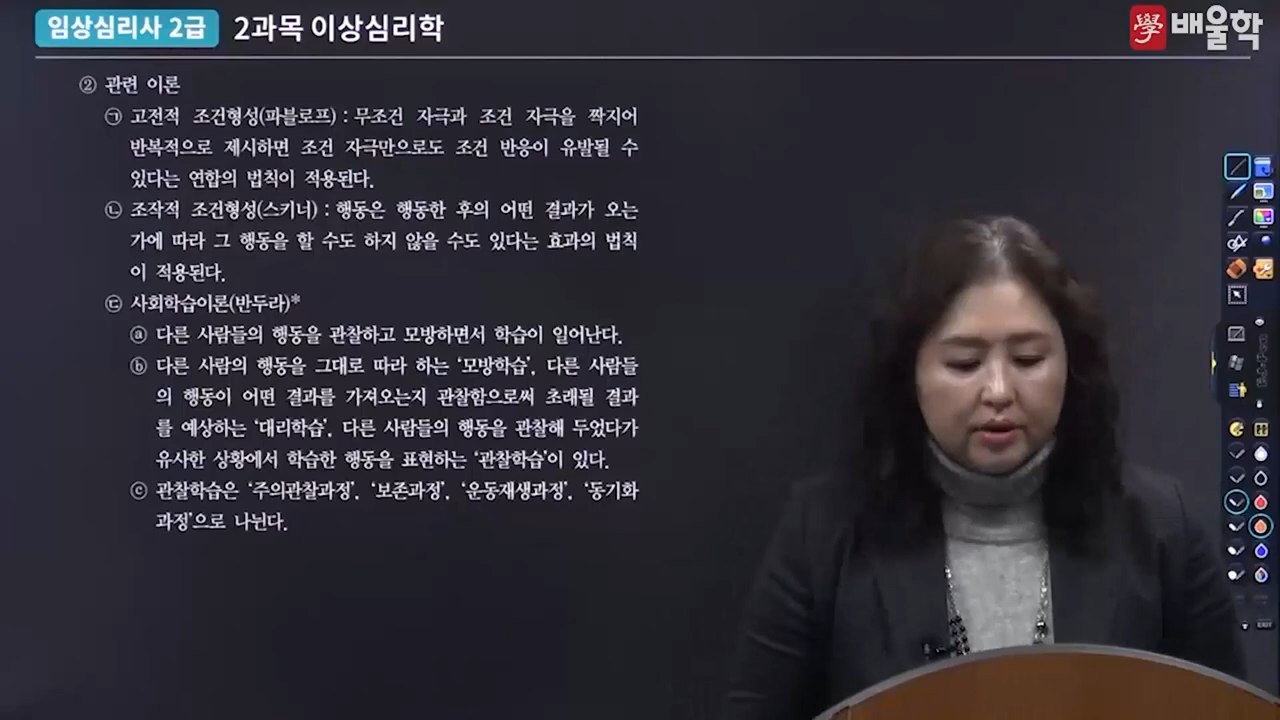 임상심리사 2급 2과목 이상심리학
學 배울학
② 관련 이론
㉠ 고전적 조건형성(파블로프) : 무조건 자극과 조건 자극을 짝지어
반복적으로 제시하면 조건 자극만으로도 조건 반응이 유발될 수
있다는 연합의 법칙이 적용된다.
㉡ 조작적 조건형성(스키너) : 행동은 행동한 후의 어떤 결과가 오는
가에 따라 그 행동을 할 수도 하지 않을 수도 있다는 효과의 법칙
이 적용된다.
㉢ 사회학습이론(반두라)*
ⓐ 다른 사람들의 행동을 관찰하고 모방하면서 학습이 일어난다.
ⓑ 다른 사람의 행동을 그대로 따라 하는 ‘모방학습’, 다른 사람들
의 행동이 어떤 결과를 가져오는지 관찰함으로써 초래될 결과
를 예상하는 ‘대리학습’, 다른 사람들의 행동을 관찰해 두었다가
유사한 상황에서 학습한 행동을 표현하는 ‘관찰학습’이 있다.
ⓒ 관찰학습은 ‘주의관찰과정’, ‘보존과정’, ‘운동재생과정’, ‘동기화
과정’으로 나뉜다.
EXIT